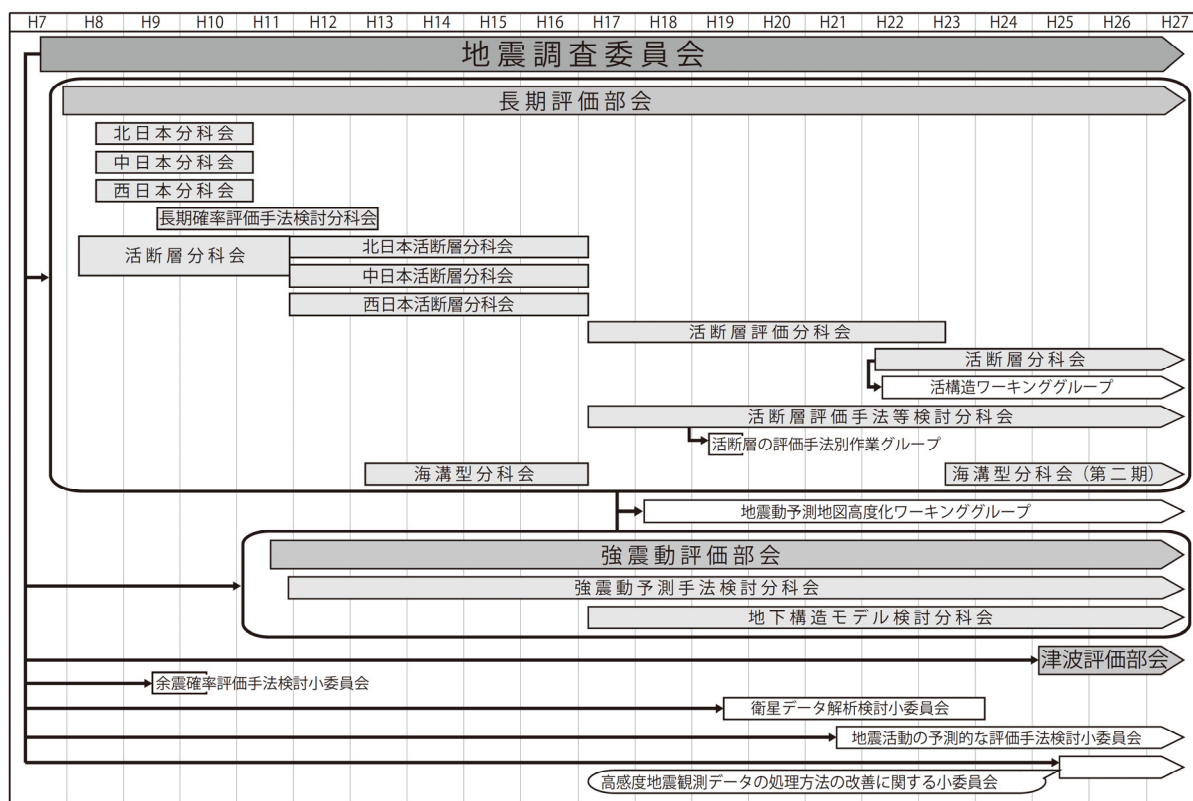 H7 H8 H9 H10 H11 H12 H13 H14 H15 H16 H17 H18 H19 H20 H21 H22 H23 H24 H25 H26 H27
地震調査委員会
長期評価部会
北日本分科会
中日本分科会
西日本分科会
長期確率評価手法検討分科会
活断層分科会
北日本活断層分科会
中日本活断層分科会
西日本活断層分科会
活断層評価分科会
活断層分科会
活構造ワーキンググループ
活断層評価手法等検討分科会
活断層の評価手法別作業グループ
海溝型分科会
海溝型分科会（第二期）
地震動予測地図高度化ワーキンググループ
強震動評価部会
強震動予測手法検討分科会
地下構造モデル検討分科会
津波評価部会
余震確率評価手法検討小委員会
衛星データ解析検討小委員会
地震活動の予測的な評価手法検討小委員会
高感度地震観測データの処理方法の改善に関する小委員会